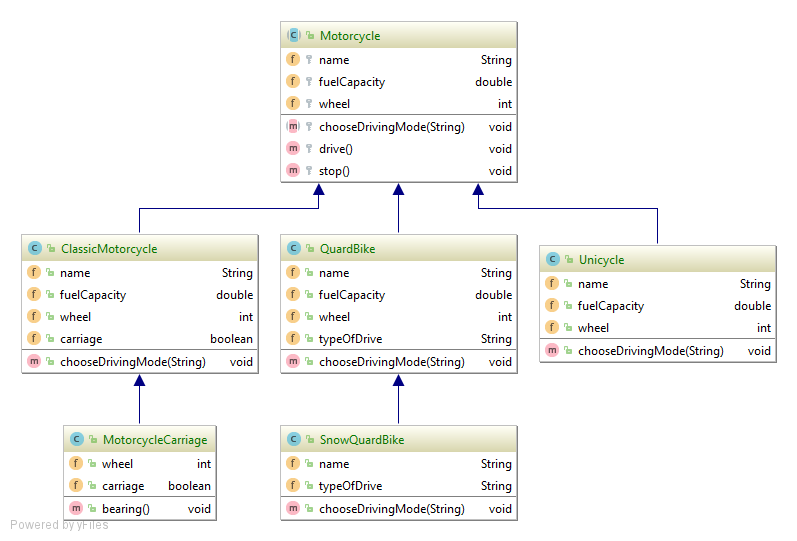 Motorcycle
name String
fuelCapacity double
wheel int
chooseDrivingMode(String) void
drive() void
stop() void
ClassicMotorcycle
name String
fuelCapacity double
wheel int
carriage boolean
chooseDrivingMode(String) void
QuardBike
name String
fuelCapacity double
wheel int
typeOfDrive String
chooseDrivingMode(String) void
Unicycle
name String
fuelCapacity double
wheel int
chooseDrivingMode(String) void
MotorcycleCarriage
wheel int
carriage boolean
bearing() void
SnowQuardBike
name String
typeOfDrive String
chooseDrivingMode(String) void
Powered by yFiles